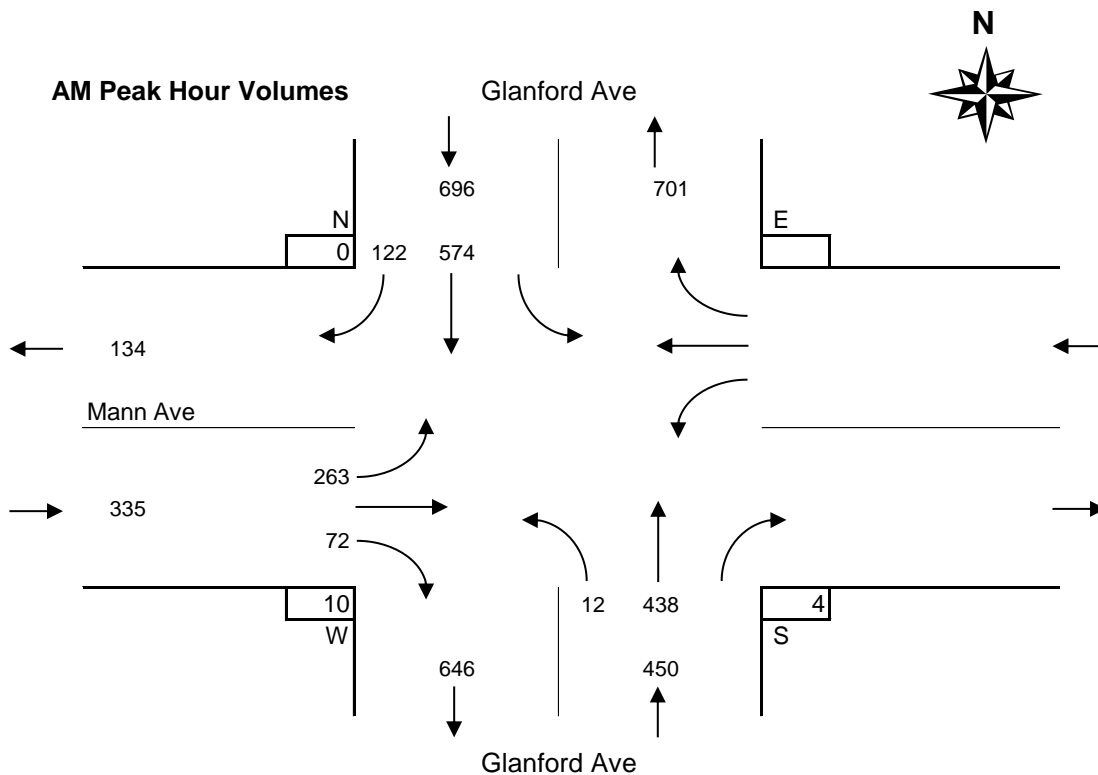 N
AM Peak Hour Volumes Glanford Ave
696 701
N E
0 122 574
134
Mann Ave
263
335
72
10 12 438 4
W S
646 450
Glanford Ave